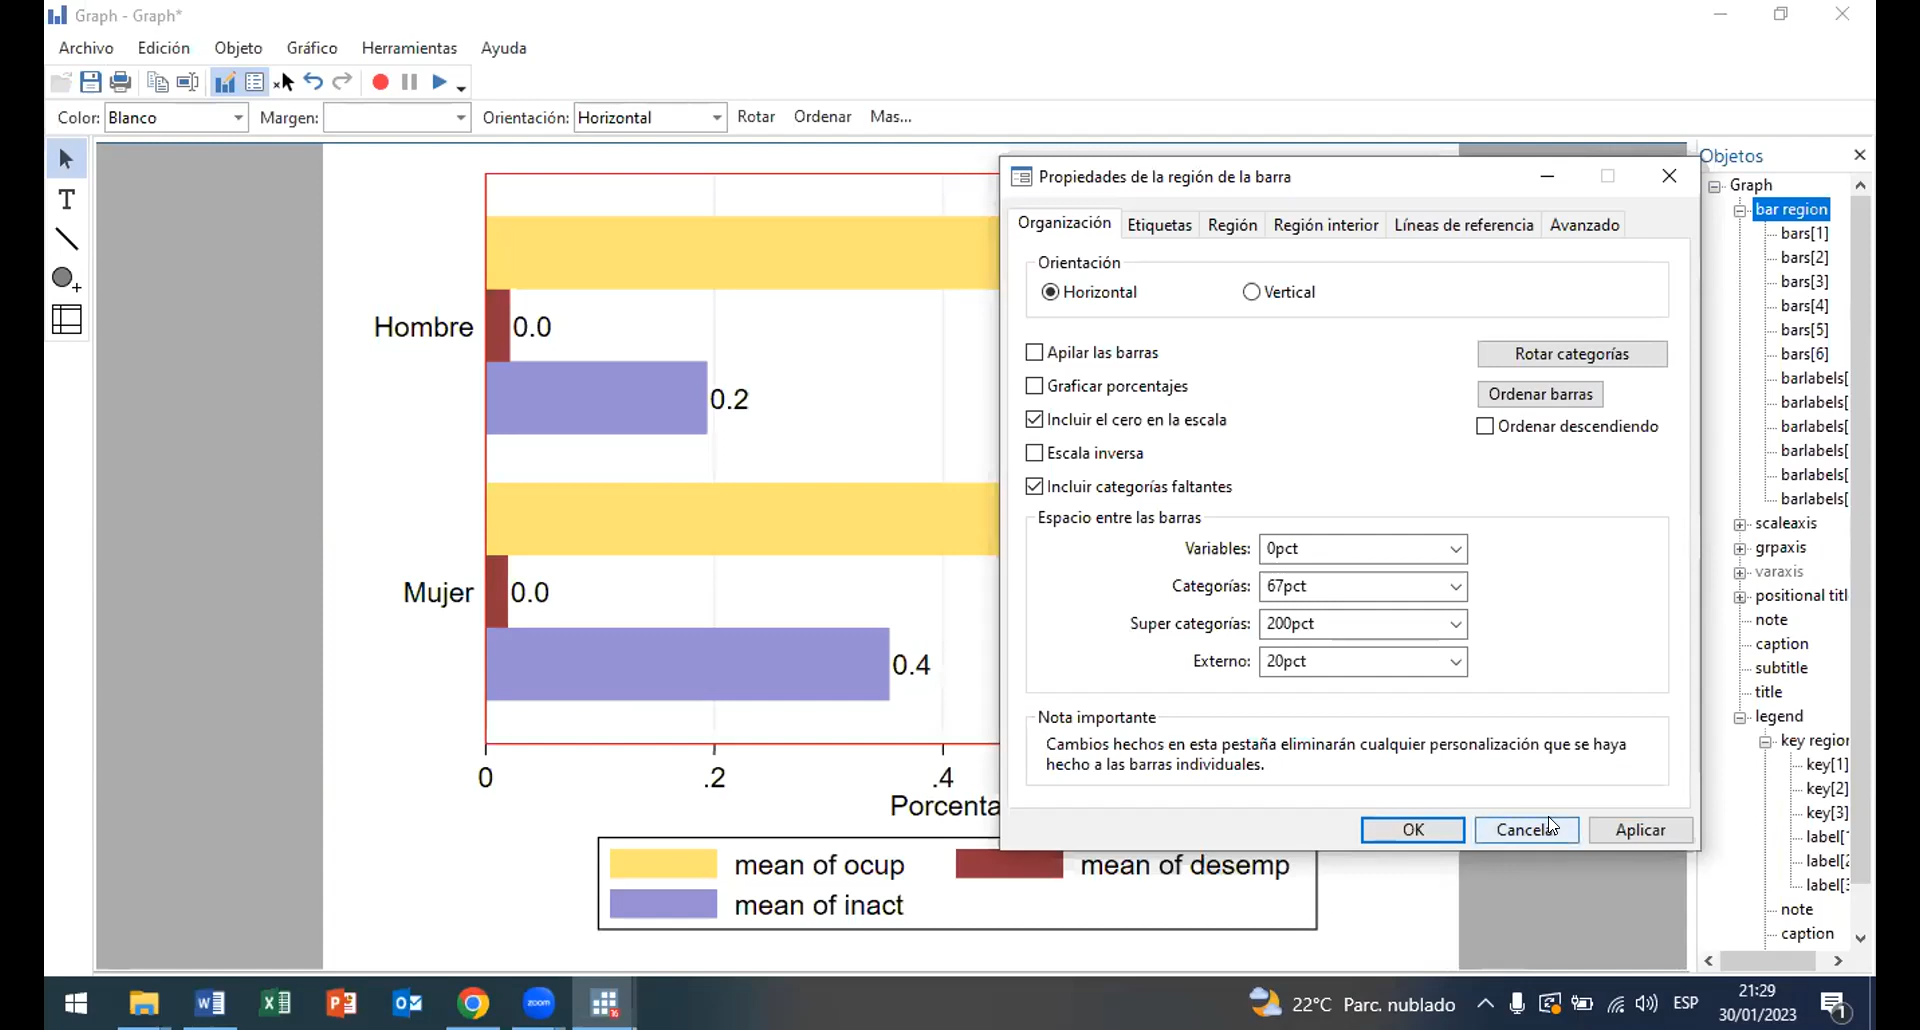 Graph - Graph*
Archivo Edición Objeto Gráfico Herramientas Ayuda
Color: Blanco Margen: Orientación: Horizontal Rotar Ordenar Mas...
Objetos
Graph
bar region
bars[1]
bars[2]
bars[3]
bars[4]
bars[5]
bars[6]
barlabels[
barlabels[
barlabels[
barlabels[
barlabels[
barlabels[
scaleaxis
grpaxis
varaxis
positional titl
note
caption
subtitle
title
legend
key region
key[1]
key[2]
key[3]
label[
label[2
label[3
note
caption
Propiedades de la región de la barra
Organización Etiquetas Región Región interior Líneas de referencia Avanzado
Orientación
Horizontal Vertical
Apilar las barras
Rotar categorías
Graficar porcentajes
Ordenar barras
Incluir el cero en la escala
Ordenar descendiendo
Escala inversa
Incluir categorías faltantes
Espacio entre las barras
Variables: 0pct
Categorías: 67pct
Super categorías: 200pct
Externo: 20pct
Nota importante
Cambios hechos en esta pestaña eliminarán cualquier personalización que se haya
hecho a las barras individuales.
OK Cancelar Aplicar
Hombre 0.0
0.2
Mujer 0.0
0.4
0 .2 .4
Porcenta
mean of ocup mean of desemp
mean of inact
22°C Parc. nublado ESP 21:29
30/01/2023
1